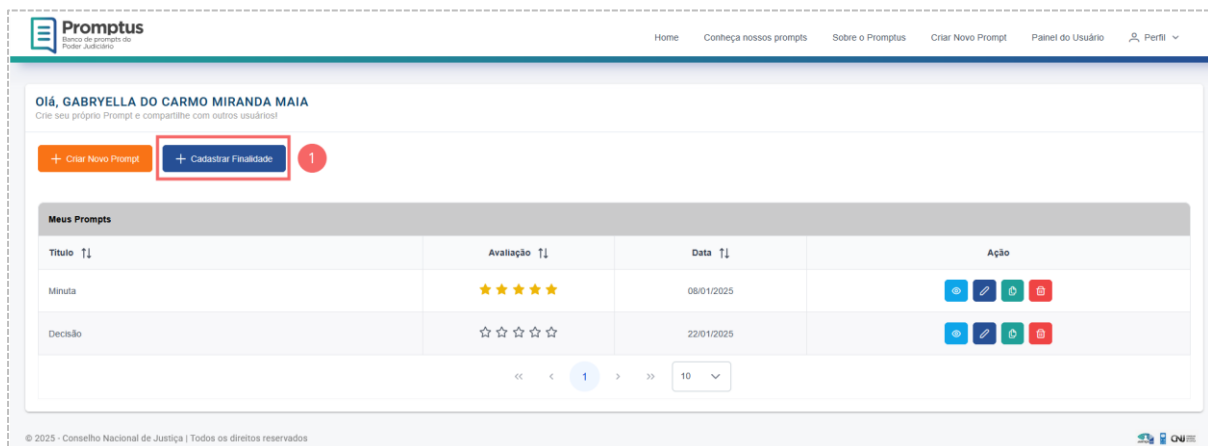 Promptus
Banco de prompts do
Poder Judiciário
Home Conheça nossos prompts Sobre o Promptus Criar Novo Prompt Painel do Usuário Perfil
Olá, GABRYELLA DO CARMO MIRANDA MAIA
Crie seu próprio Prompt e compartilhe com outros usuários!
+ Criar Novo Prompt + Cadastrar Finalidade 1
Meus Prompts
Título Avaliação Data Ação
Minuta 08/01/2025
Decisão 22/01/2025
<< < 1 > >> 10
© 2025 - Conselho Nacional de Justiça | Todos os direitos reservados CNJ